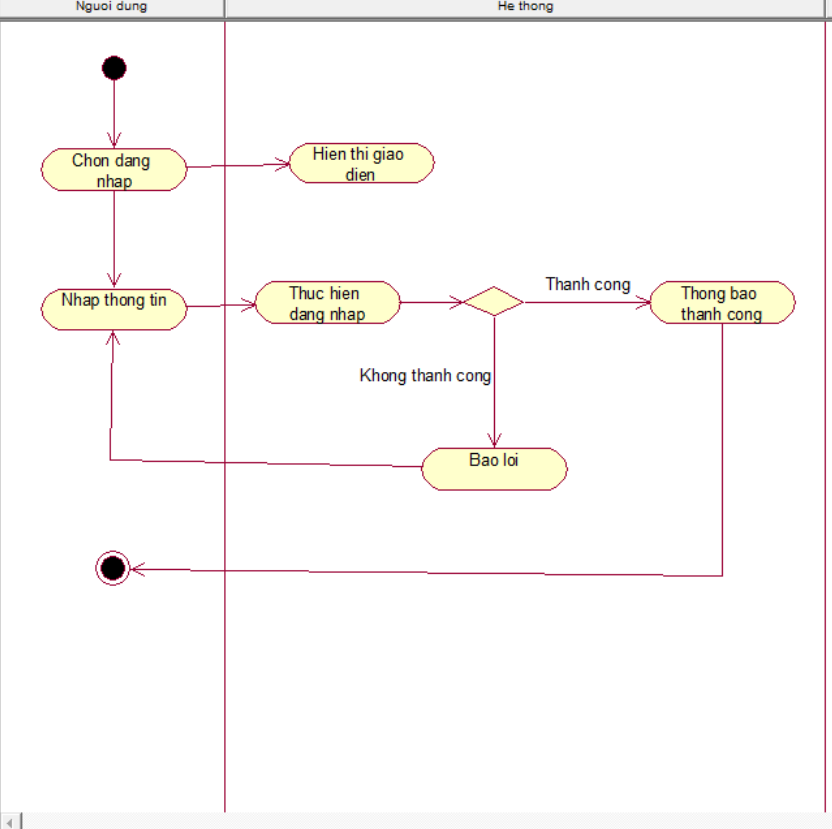 Nguoi dung
He thong
Chon dang
nhap
Hien thi giao
dien
Nhap thong tin
Thuc hien
dang nhap
Thanh cong
Thong bao
thanh cong
Khong thanh cong
Bao loi